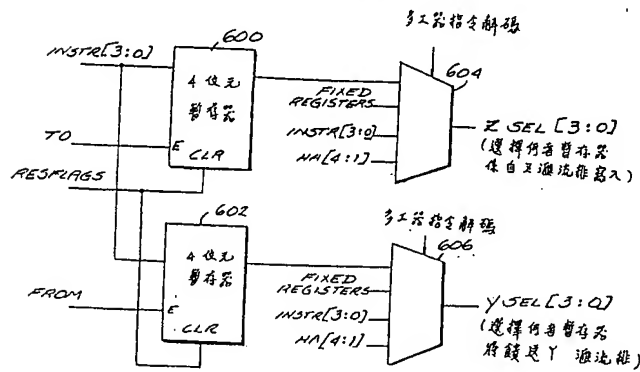 多工器指令解碼
600
INSTR[3:0]
4 位元
暫存器
604
FIXED
REGISTERS
TO
E
CLR
INSTR[3:0]
HA[4:1]
Z SEL [3:0]
(選擇何者暫存器
係自Z滙流排寫入)
RESFLAGS
602
多工器指令解碼
4 位元
暫存器
606
FIXED
REGISTERS
FROM
E
CLR
INSTR[3:0]
HA[4:1]
Y SEL [3:0]
(選擇何者暫存器
將饋送Y 滙流排)